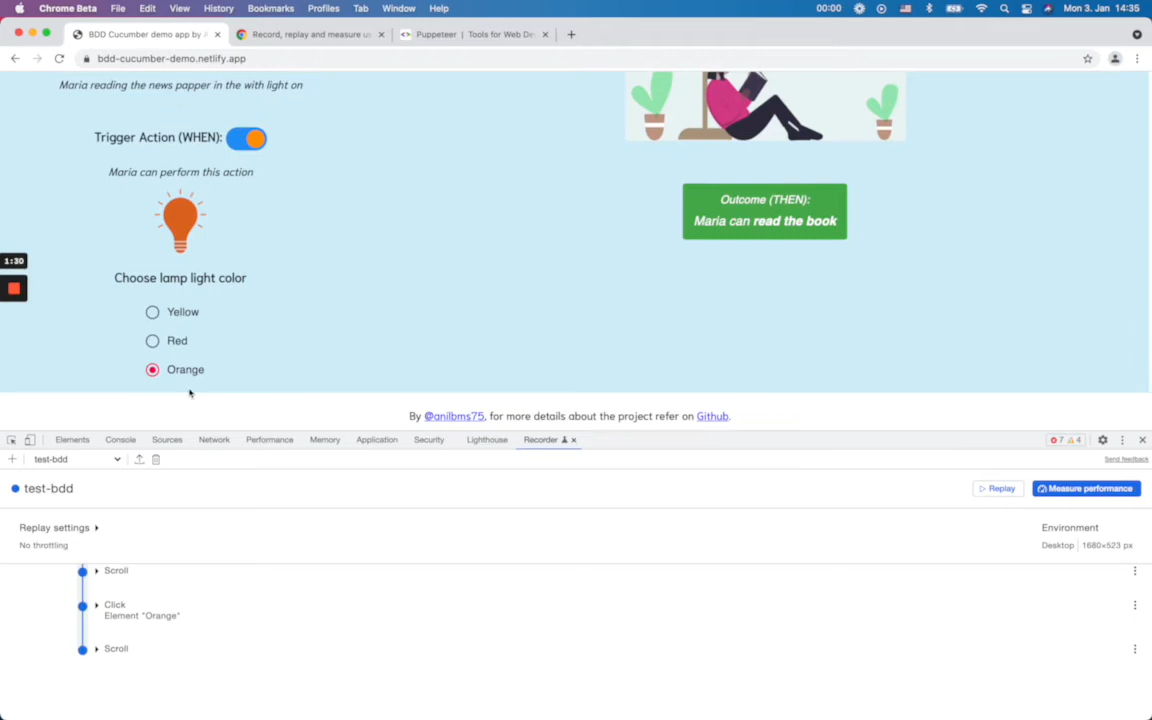 Chrome Beta File Edit View History Bookmarks Profiles Tab Window Help 00:00 Mon 3. Jan 14:35
BDD Cucumber demo app by A Record, replay and measure us Puppeteer | Tools for Web Dev
bdd-cucumber-demo.netlify.app
Maria reading the news papper in the with light on
Trigger Action (WHEN):
Maria can perform this action
Outcome (THEN):
Maria can read the book
1:30
Choose lamp light color
Yellow
Red
Orange
By @anilbms75, for more details about the project refer on Github.
Elements Console Sources Network Performance Memory Application Security Lighthouse Recorder 7 4
test-bdd Send feedback
test-bdd Replay Measure performance
Replay settings Environment
No throttling Desktop 1680×523 px
Scroll
Click
Element "Orange"
Scroll